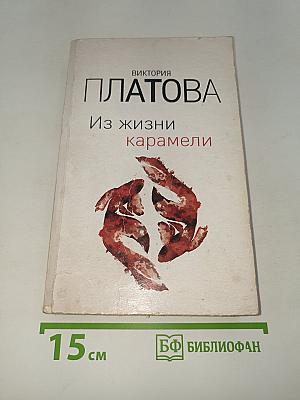 ВИКТОРИЯ
ПЛАТОВА
Из жизни
карамели
15 см
БФ БИБЛИОФАН